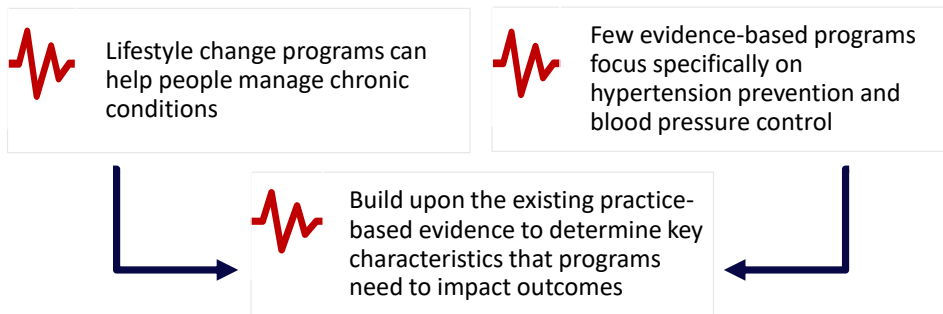 Lifestyle change programs can
help people manage chronic
conditions
Few evidence-based programs
focus specifically on
hypertension prevention and
blood pressure control
Build upon the existing practice-
based evidence to determine key
characteristics that programs
need to impact outcomes